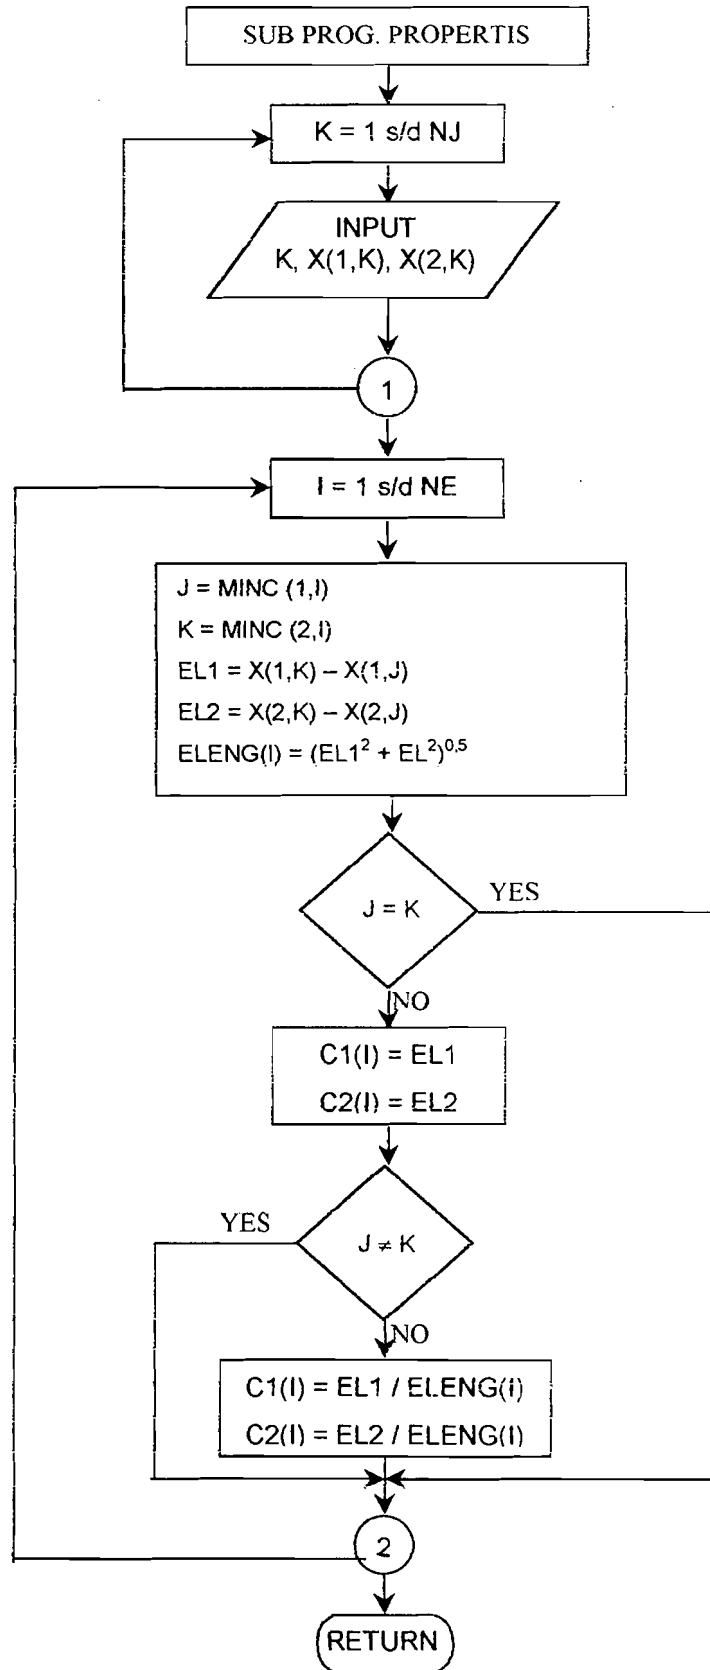 SUB PROG. PROPERTIS
K = 1 s/d NJ
INPUT
K, X(1,K), X(2,K)
1
I = 1 s/d NE
J = MINC (1,I)
K = MINC (2,I)
EL1 = X(1,K) – X(1,J)
EL2 = X(2,K) – X(2,J)
ELENG(I) = (EL1² + EL²)⁰,⁵
J = K
YES
NO
C1(I) = EL1
C2(I) = EL2
YES
J ≠ K
NO
C1(I) = EL1 / ELENG(I)
C2(I) = EL2 / ELENG(I)
2
RETURN